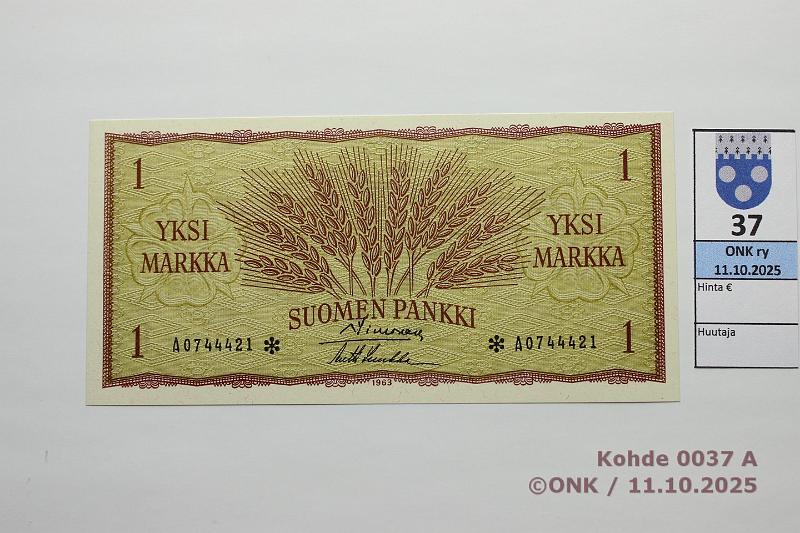 1
1
YKSI
MARKKA
YKSI
MARKKA
SUOMEN PANKKI
1
A0744421 *
* A0744421
1
1963
37
ONK ry
11.10.2025
Hinta €
Huutaja
Kohde 0037 A
©ONK / 11.10.2025